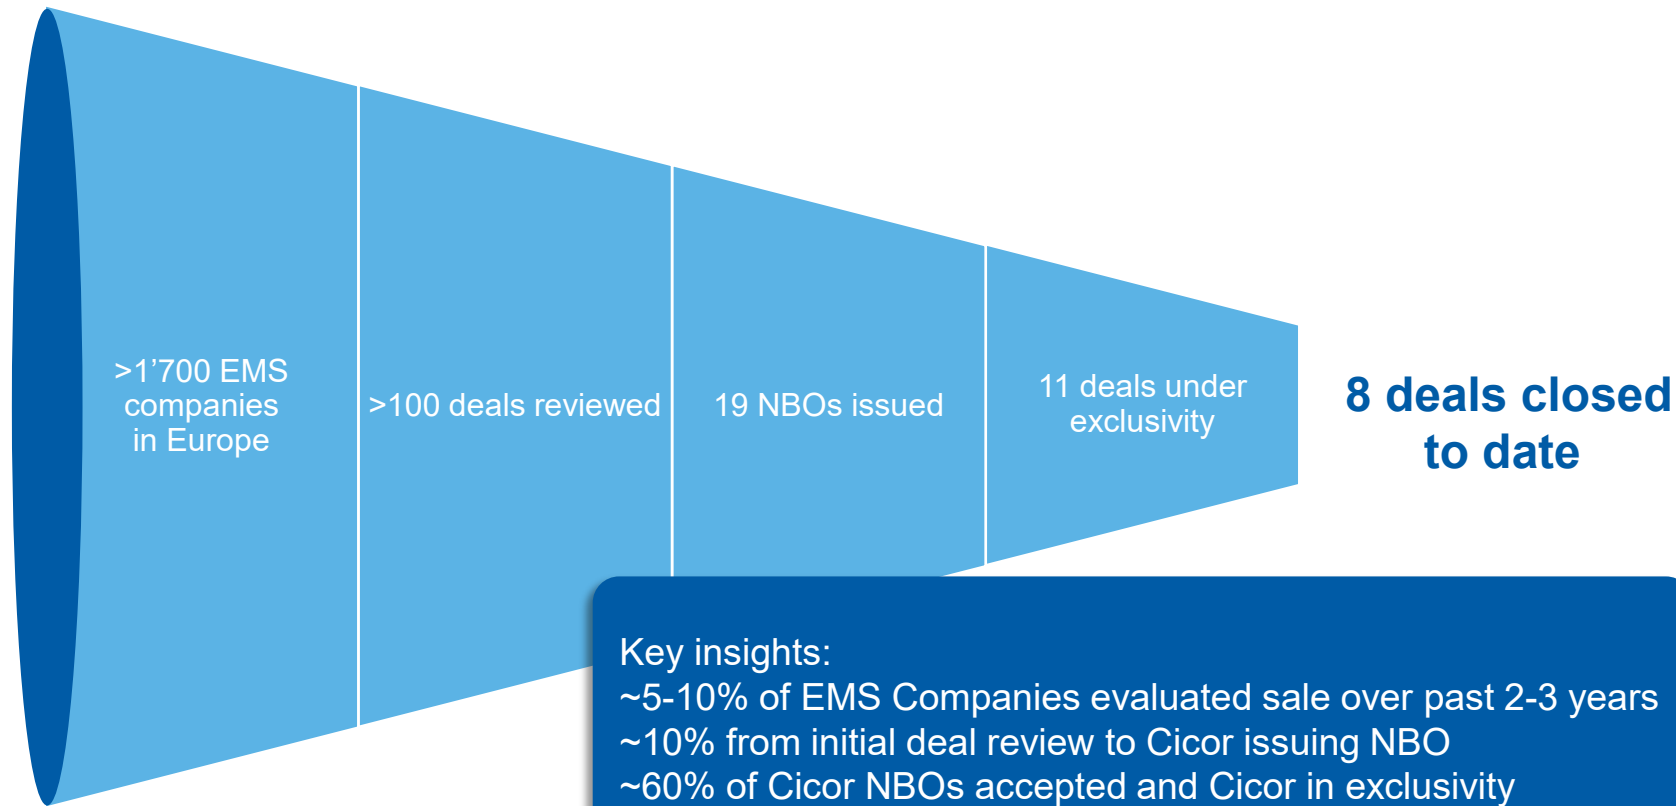 >1’700 EMS
companies
in Europe
>100 deals reviewed
19 NBOs issued
11 deals under
exclusivity
8 deals closed
to date
Key insights:
~5-10% of EMS Companies evaluated sale over past 2-3 years
~10% from initial deal review to Cicor issuing NBO
~60% of Cicor NBOs accepted and Cicor in exclusivity